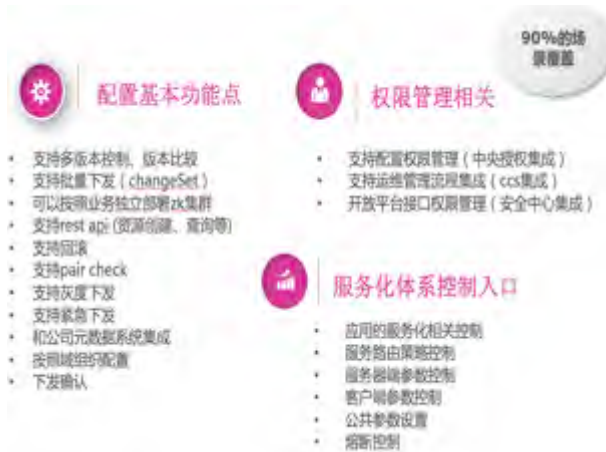 90%的场
景覆盖
配置基本功能点
支持多版本控制、版本比较
支持批量下发（changeSet）
可以按照业务独立部署zk集群
支持rest api (资源创建、查询等)
支持回滚
支持pair check
支持灰度下发
支持紧急下发
和公司元数据系统集成
按照域组织配置
下发确认
权限管理相关
支持配置权限管理（中央授权集成）
支持运维管理流程集成（ccs集成）
开放平台接口权限管理（安全中心集成）
服务化体系控制入口
应用的服务化相关控制
服务路由策略控制
服务器端参数控制
客户端参数控制
公共参数设置
熔断控制